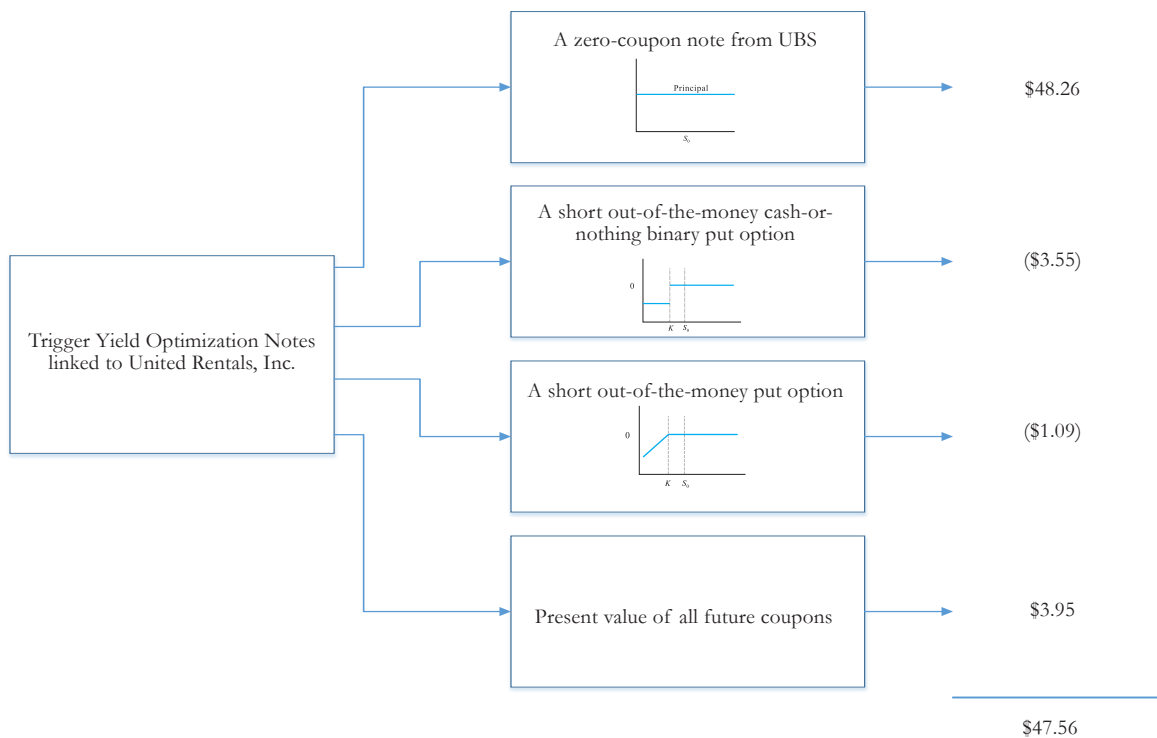 A zero-coupon note from UBS
Principal
S0
$48.26
A short out-of-the-money cash-or-
nothing binary put option
0
K S0
($3.55)
Trigger Yield Optimization Notes
linked to United Rentals, Inc.
A short out-of-the-money put option
0
K S0
($1.09)
Present value of all future coupons
$3.95
$47.56